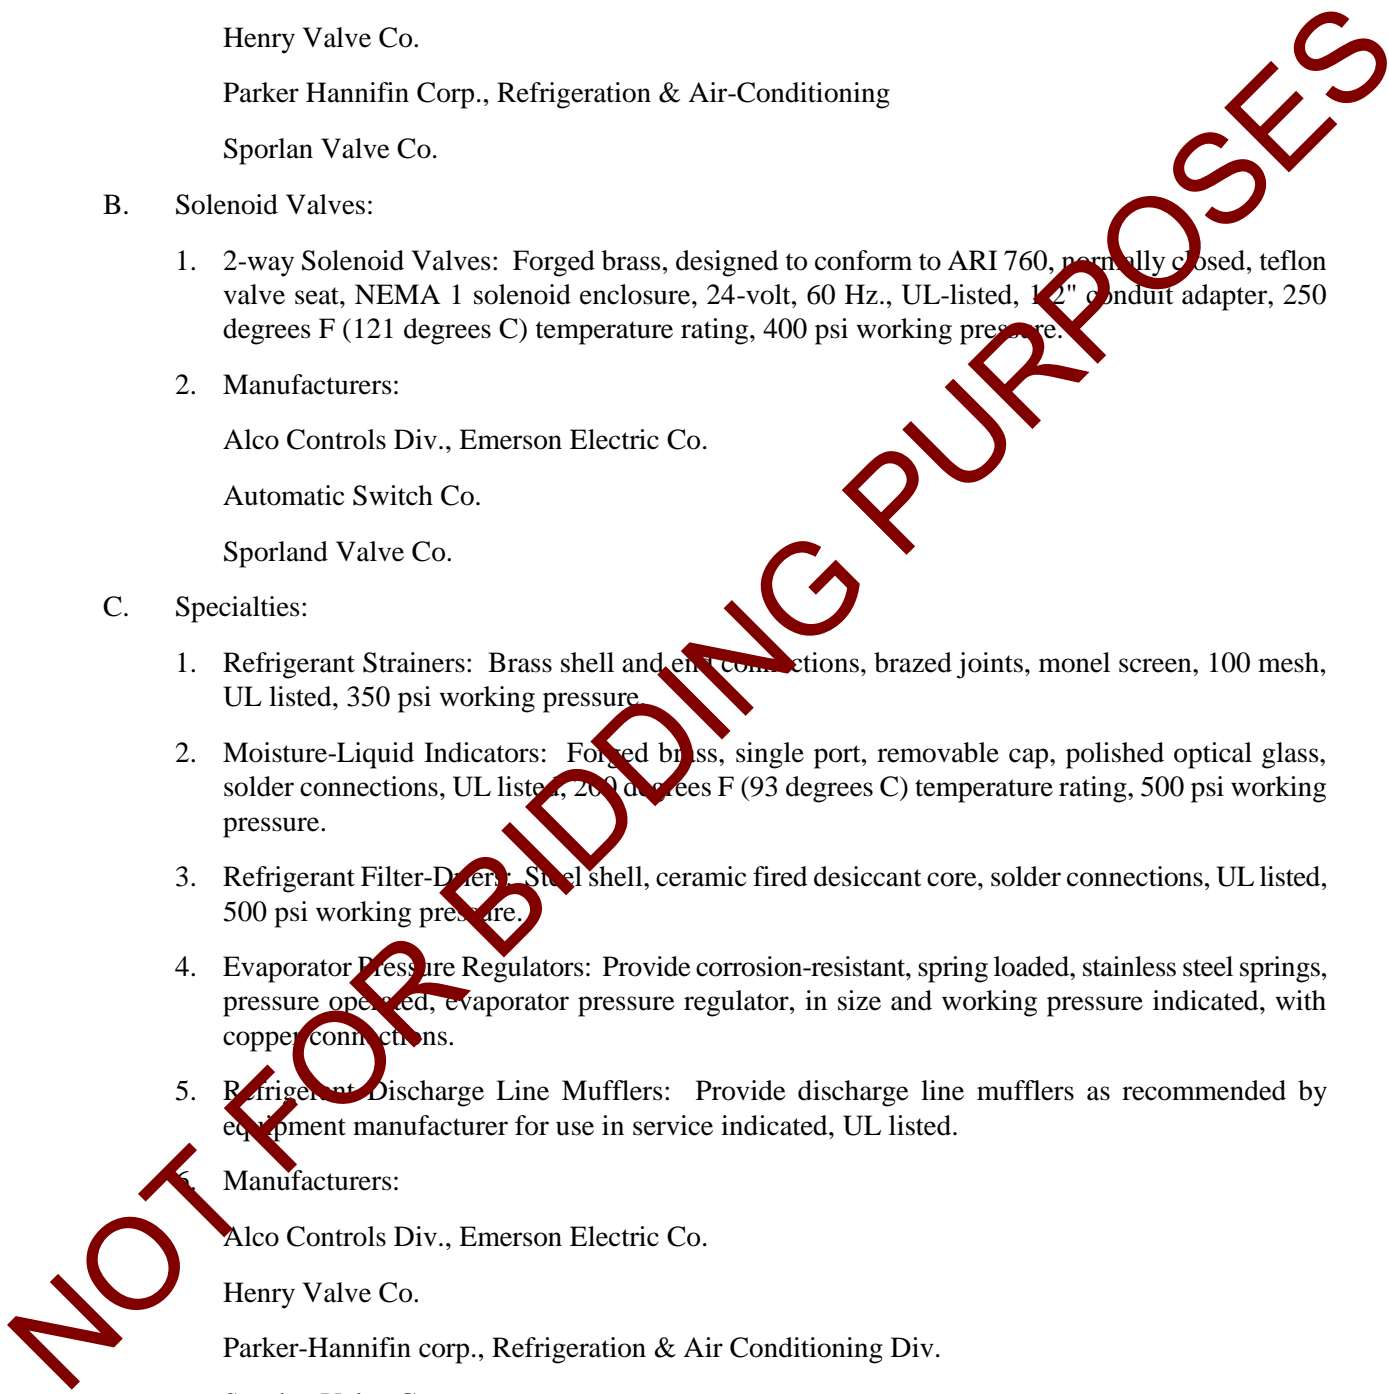 Henry Valve Co.
Parker Hannifin Corp., Refrigeration & Air-Conditioning
Sporlan Valve Co.
B. Solenoid Valves:
1. 2-way Solenoid Valves: Forged brass, designed to conform to ARI 760, normally closed, teflon
valve seat, NEMA 1 solenoid enclosure, 24-volt, 60 Hz., UL-listed, 1/2" conduit adapter, 250
degrees F (121 degrees C) temperature rating, 400 psi working pressure.
2. Manufacturers:
Alco Controls Div., Emerson Electric Co.
Automatic Switch Co.
Sporland Valve Co.
C. Specialties:
1. Refrigerant Strainers: Brass shell and end connections, brazed joints, monel screen, 100 mesh,
UL listed, 350 psi working pressure.
2. Moisture-Liquid Indicators: Forged brass, single port, removable cap, polished optical glass,
solder connections, UL listed, 200 degrees F (93 degrees C) temperature rating, 500 psi working
pressure.
3. Refrigerant Filter-Driers: Steel shell, ceramic fired desiccant core, solder connections, UL listed,
500 psi working pressure.
4. Evaporator Pressure Regulators: Provide corrosion-resistant, spring loaded, stainless steel springs,
pressure operated, evaporator pressure regulator, in size and working pressure indicated, with
copper connections.
5. Refrigerant Discharge Line Mufflers: Provide discharge line mufflers as recommended by
equipment manufacturer for use in service indicated, UL listed.
6. Manufacturers:
Alco Controls Div., Emerson Electric Co.
Henry Valve Co.
Parker-Hannifin corp., Refrigeration & Air Conditioning Div.
NOT FOR BIDDING PURPOSES